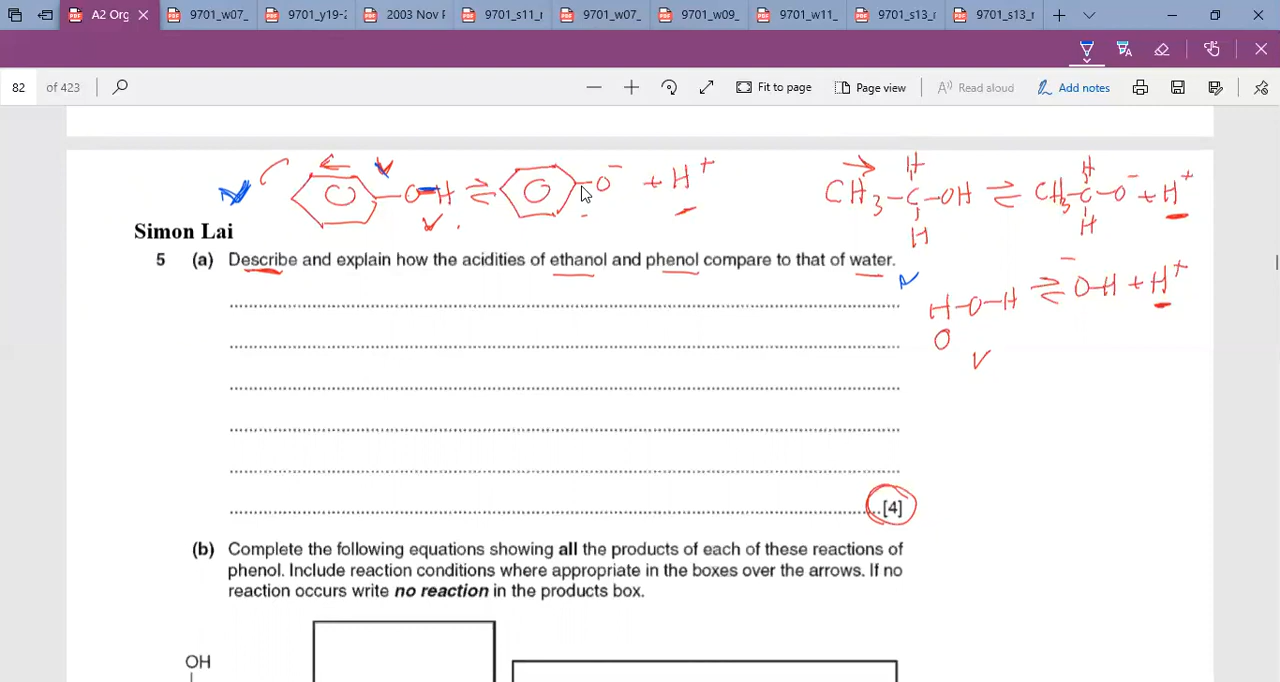 A2 Org
9701_w07_
9701_y19-2
2003 Nov F
9701_s11_
9701_w07_
9701_w09_
9701_w11_
9701_s13_
9701_s13_
82 of 423
Fit to page
Page view
Read aloud
Add notes
O-H ⇌ O⁻ + H⁺
CH3-C-OH ⇌ CH3-C-O⁻ + H⁺
H H
H H
Simon Lai
5 (a) Describe and explain how the acidities of ethanol and phenol compare to that of water.
H-O-H ⇌ ⁻O-H + H⁺
[4]
(b) Complete the following equations showing all the products of each of these reactions of
phenol. Include reaction conditions where appropriate in the boxes over the arrows. If no
reaction occurs write no reaction in the products box.
OH